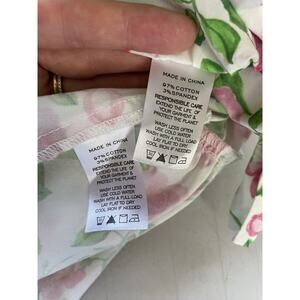 MADE IN CHINA
97% COTTON
3% SPANDEX
RESPONSIBLE CARE
EXTEND THE LIFE OF
YOUR GARMENT &
PROTECT THE PLANET
WASH LESS OFTEN
USE COLD WATER
WASH WITH A FULL LOAD
LAY FLAT TO DRY
COOL IRON IF NEEDED
MADE IN CHINA
97% COTTON
3% SPANDEX
RESPONSIBLE CARE
EXTEND THE LIFE OF
YOUR GARMENT &
PROTECT THE PLANET
WASH LESS OFTEN
USE COLD WATER
WASH WITH A FULL LOAD
LAY FLAT TO DRY
COOL IRON IF NEEDED